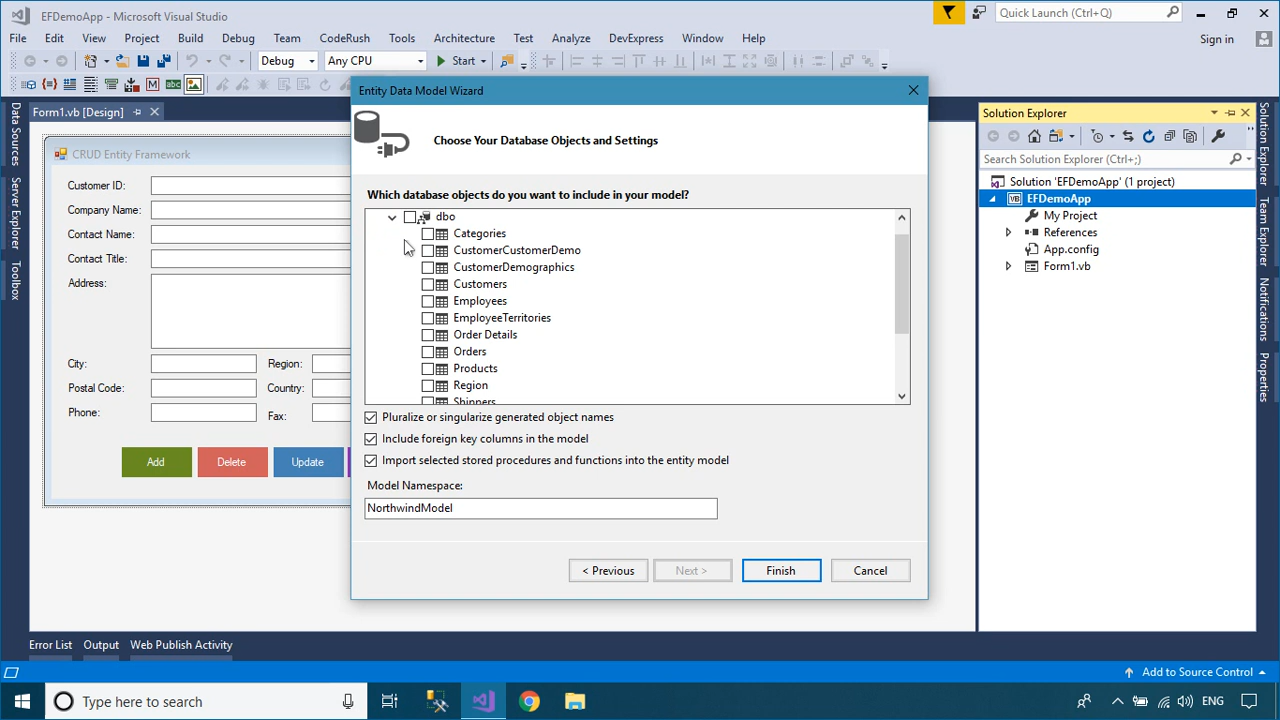 EFDemoApp - Microsoft Visual Studio
Quick Launch (Ctrl+Q)
File Edit View Project Build Debug Team CodeRush Tools Architecture Test Analyze DevExpress Window Help
Sign in
Debug Any CPU Start
Form1.vb [Design]
Data Sources
Server Explorer
Toolbox
CRUD Entity Framework
Customer ID:
Company Name:
Contact Name:
Contact Title:
Address:
City: Region:
Postal Code: Country:
Phone: Fax:
Add Delete Update
Entity Data Model Wizard
Choose Your Database Objects and Settings
Which database objects do you want to include in your model?
dbo
Categories
CustomerCustomerDemo
CustomerDemographics
Customers
Employees
EmployeeTerritories
Order Details
Orders
Products
Region
Shippers
Pluralize or singularize generated object names
Include foreign key columns in the model
Import selected stored procedures and functions into the entity model
Model Namespace:
NorthwindModel
< Previous Next > Finish Cancel
Solution Explorer
Search Solution Explorer (Ctrl+;)
Solution 'EFDemoApp' (1 project)
VB EFDemoApp
My Project
References
App.config
Form1.vb
Solution Explorer
Team Explorer
Notifications
Properties
Error List Output Web Publish Activity
Add to Source Control
Type here to search
ENG